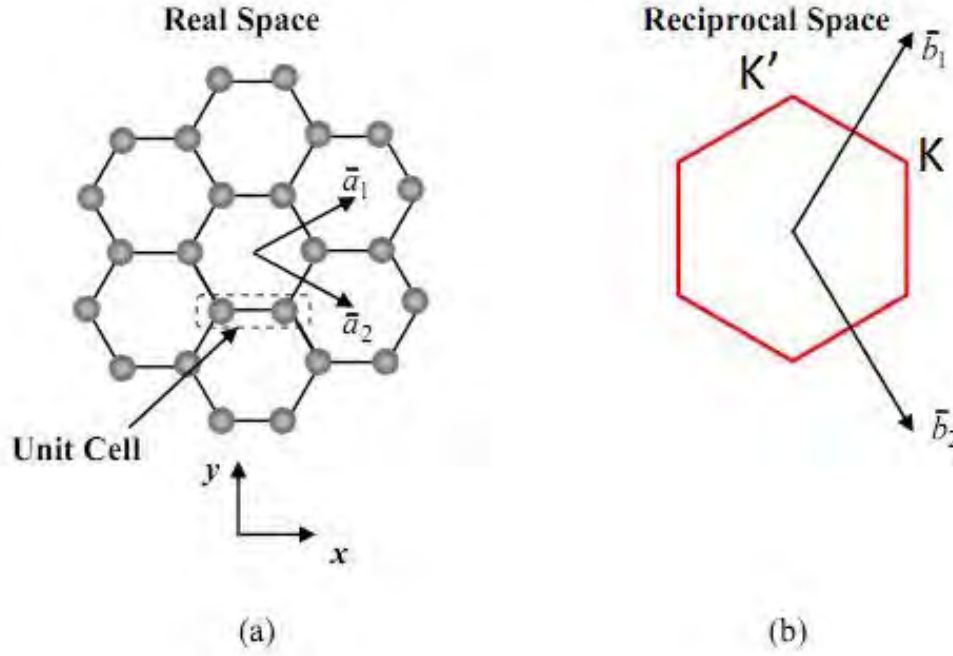 Real Space
ā₁
ā₂
Unit Cell
y
x
(a)
Reciprocal Space
b̄₁
K′
K
b̄₂
(b)